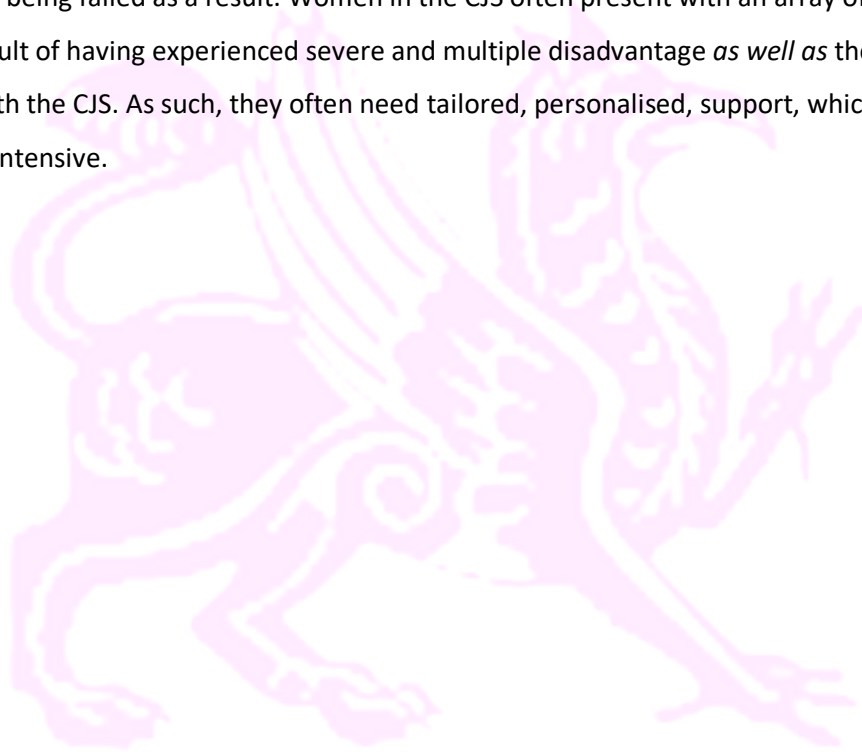 being failed as a result. Women in the CJS often present with an array of
ult of having experienced severe and multiple disadvantage as well as the
th the CJS. As such, they often need tailored, personalised, support, whic
ntensive.